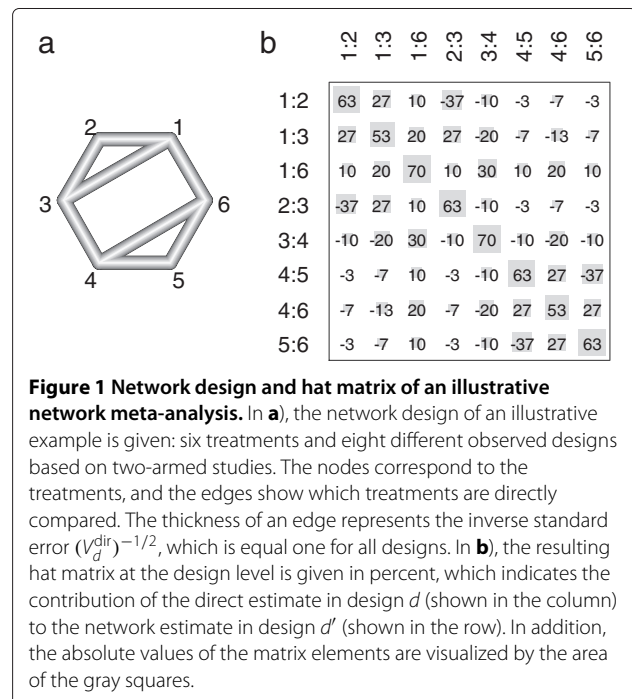 a
b
1:2 1:3 1:6 2:3 3:4 4:5 4:6 5:6
1:2 63 27 10 -37 -10 -3 -7 -3
1:3 27 53 20 27 -20 -7 -13 -7
1:6 10 20 70 10 30 10 20 10
2:3 -37 27 10 63 -10 -3 -7 -3
3:4 -10 -20 30 -10 70 -10 -20 -10
4:5 -3 -7 10 -3 -10 63 27 -37
4:6 -7 -13 20 -7 -20 27 53 27
5:6 -3 -7 10 -3 -10 -37 27 63
2 1
3 6
4 5
Figure 1 Network design and hat matrix of an illustrative
network meta-analysis. In a), the network design of an illustrative
example is given: six treatments and eight different observed designs
based on two-armed studies. The nodes correspond to the
treatments, and the edges show which treatments are directly
compared. The thickness of an edge represents the inverse standard
error (V_d^dir)^−1/2, which is equal one for all designs. In b), the resulting
hat matrix at the design level is given in percent, which indicates the
contribution of the direct estimate in design d (shown in the column)
to the network estimate in design d′ (shown in the row). In addition,
the absolute values of the matrix elements are visualized by the area
of the gray squares.